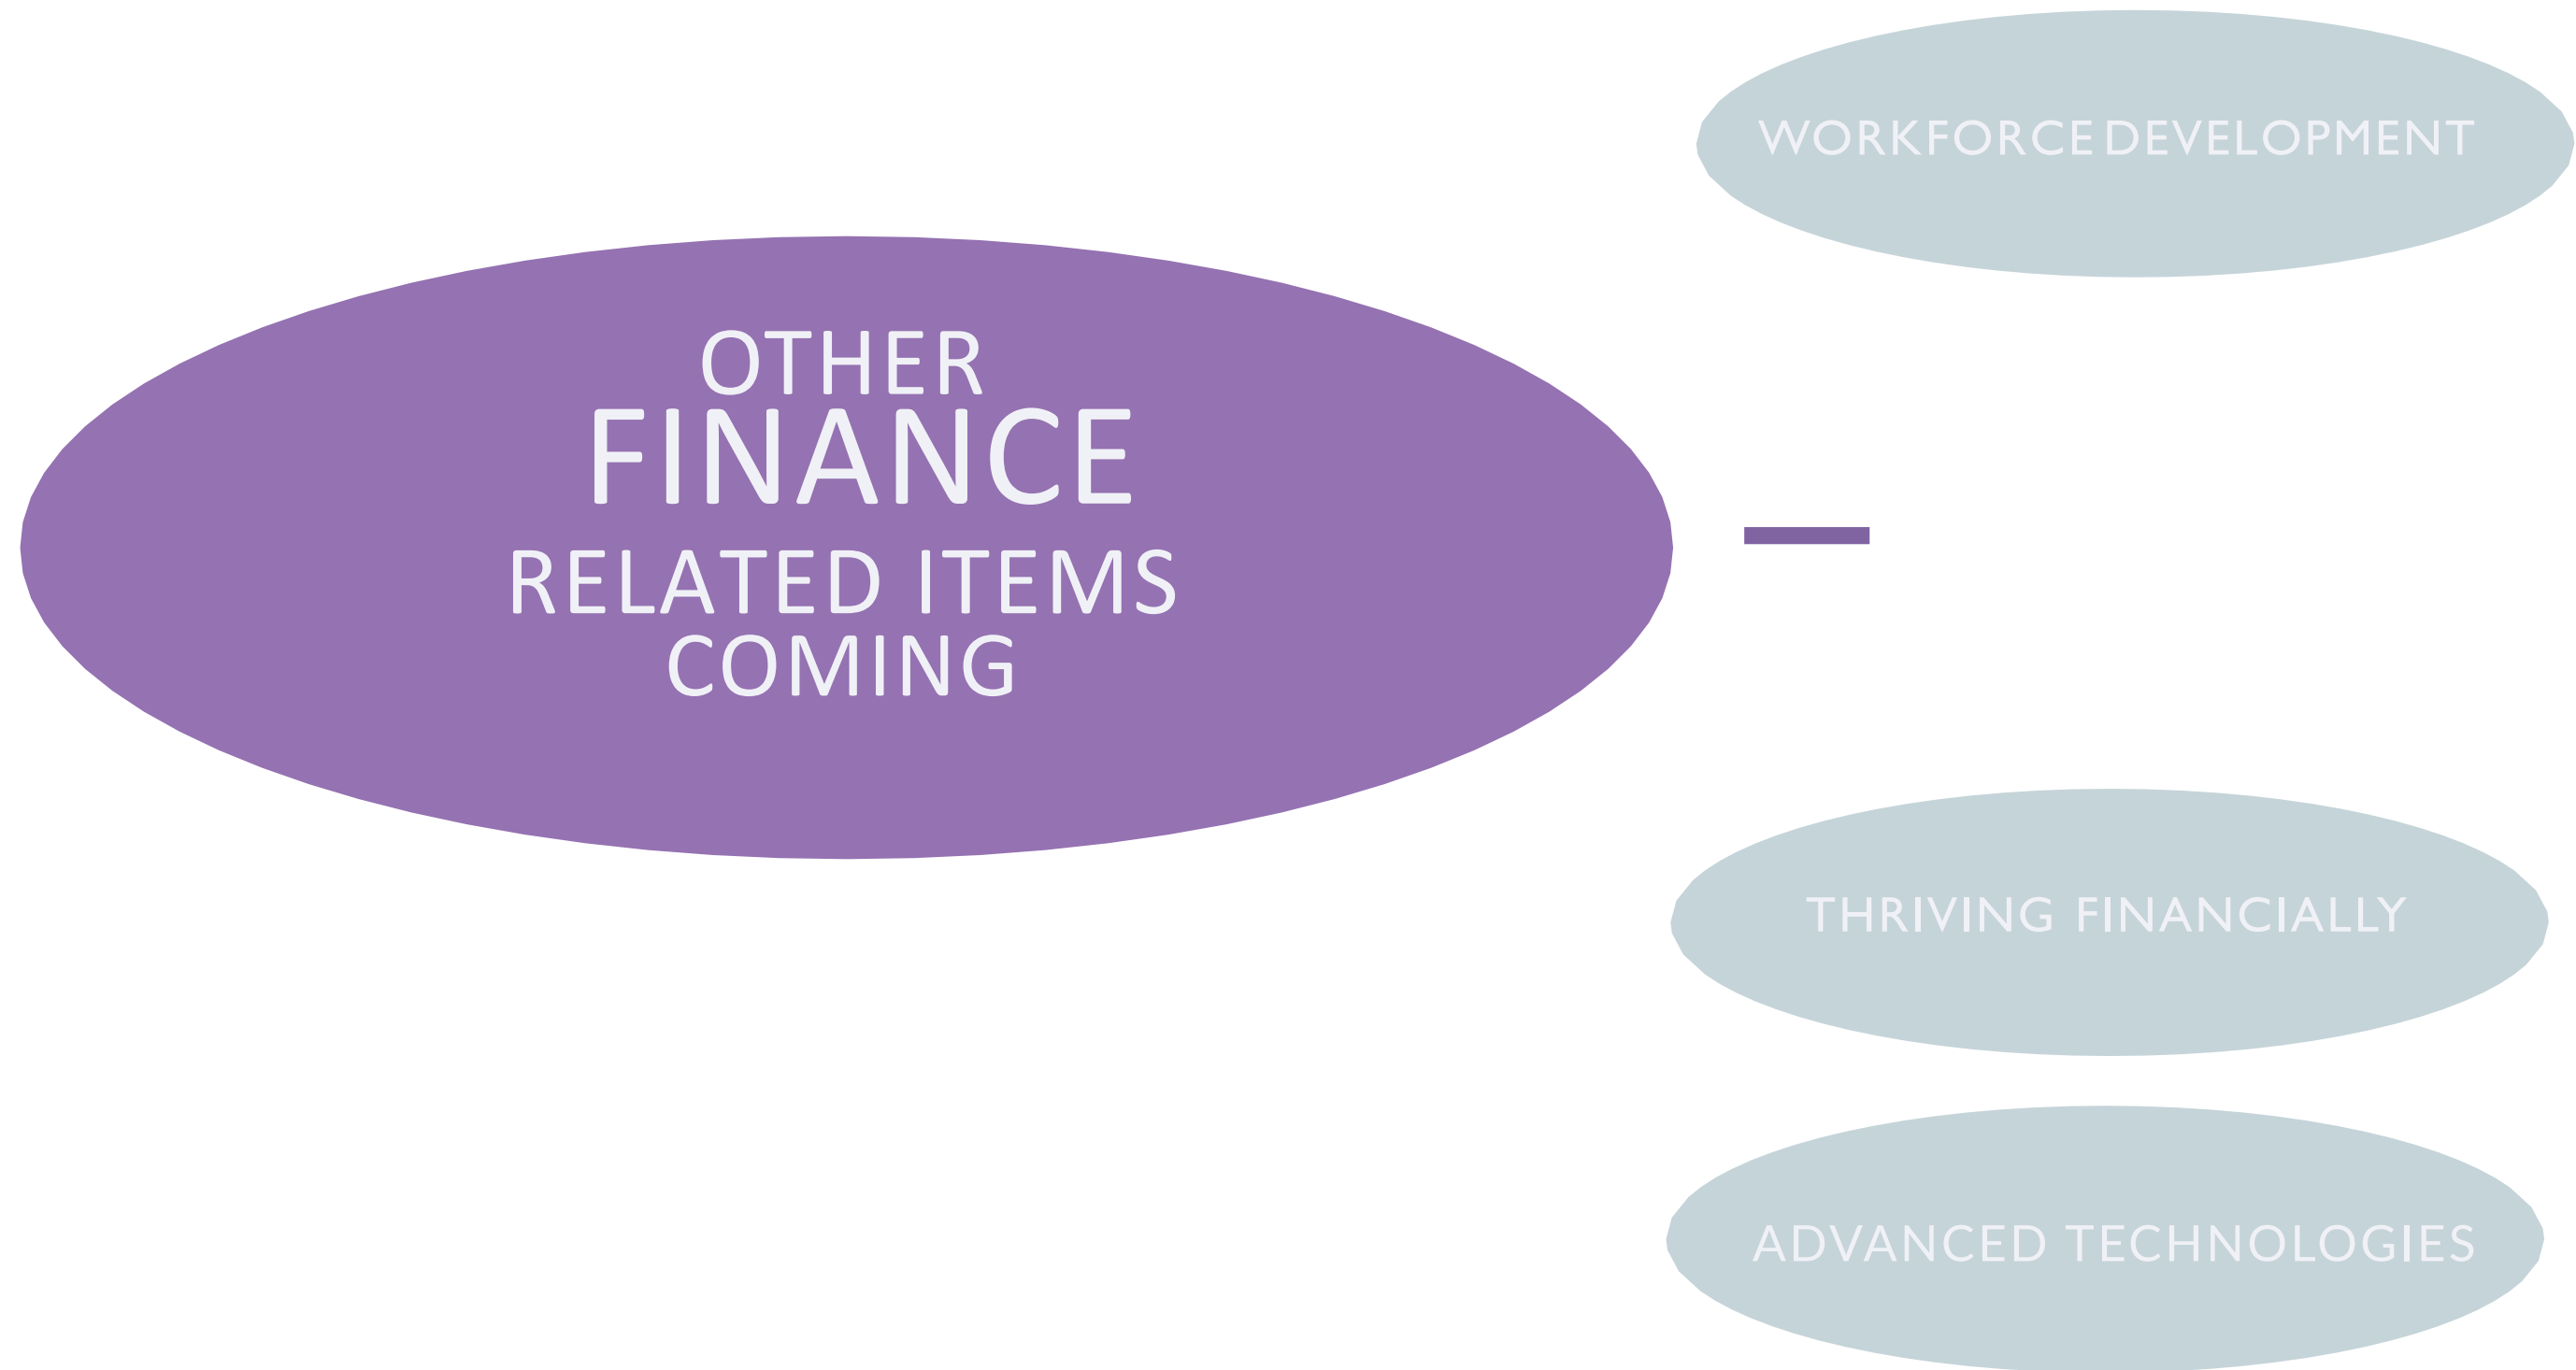 OTHER
FINANCE
RELATED ITEMS
COMING
WORKFORCE DEVELOPMENT
THRIVING FINANCIALLY
ADVANCED TECHNOLOGIES